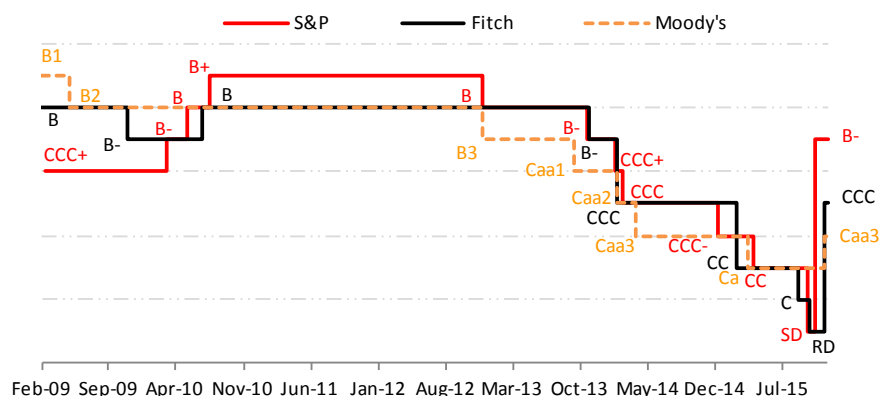 S&P Fitch Moody's
B1
B+
B2 B B B
B
B- B- B- B-
B3
CCC+ Caa1 CCC+
Caa2 CCC CCC
CCC
Caa3 CCC- Caa3
CC Ca CC
C
SD RD
Feb-09 Sep-09 Apr-10 Nov-10 Jun-11 Jan-12 Aug-12 Mar-13 Oct-13 May-14 Dec-14 Jul-15